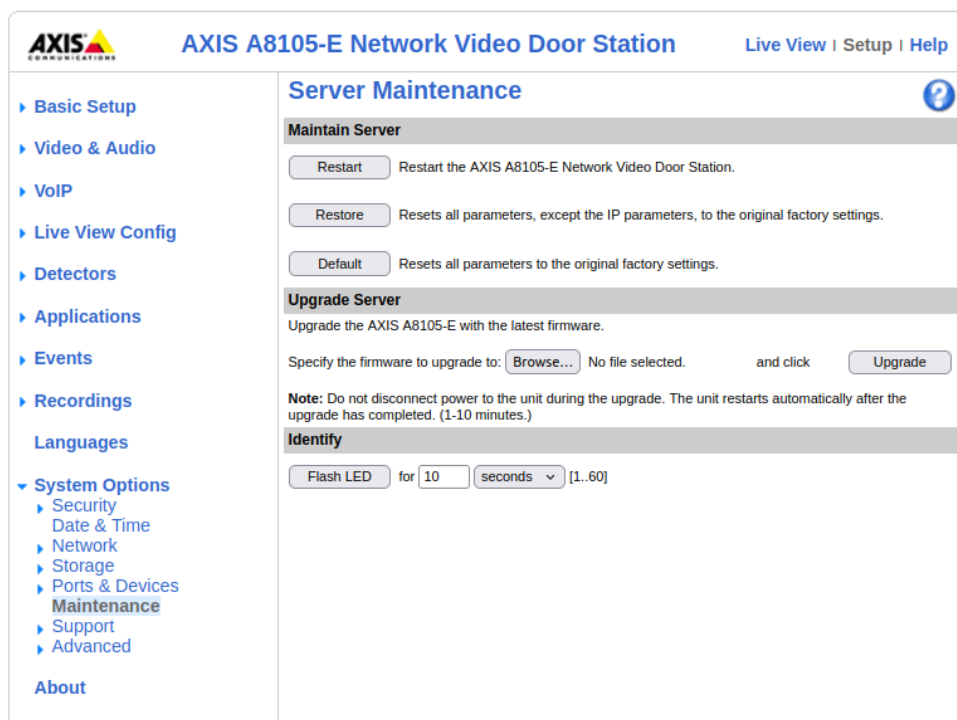 AXIS
COMMUNICATIONS
AXIS A8105-E Network Video Door Station
Live View | Setup | Help
Basic Setup
Video & Audio
VoIP
Live View Config
Detectors
Applications
Events
Recordings
Languages
System Options
Security
Date & Time
Network
Storage
Ports & Devices
Maintenance
Support
Advanced
About
Server Maintenance
?
Maintain Server
Restart Restart the AXIS A8105-E Network Video Door Station.
Restore Resets all parameters, except the IP parameters, to the original factory settings.
Default Resets all parameters to the original factory settings.
Upgrade Server
Upgrade the AXIS A8105-E with the latest firmware.
Specify the firmware to upgrade to: Browse... No file selected. and click Upgrade
Note: Do not disconnect power to the unit during the upgrade. The unit restarts automatically after the
upgrade has completed. (1-10 minutes.)
Identify
Flash LED for 10 seconds [1..60]